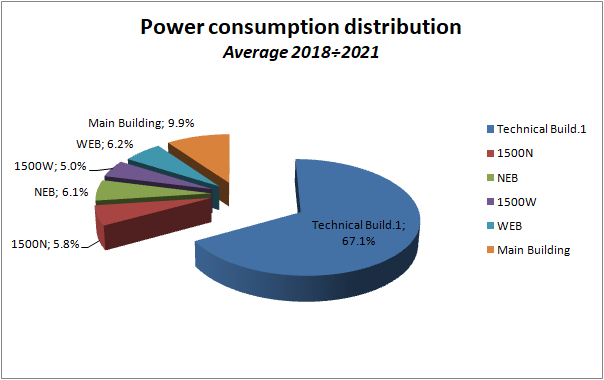 Power consumption distribution
Average 2018÷2021
Main Building; 9.9%
WEB; 6.2%
1500W; 5.0%
NEB; 6.1%
1500N; 5.8%
Technical Build.1;
67.1%
Technical Build.1
1500N
NEB
1500W
WEB
Main Building